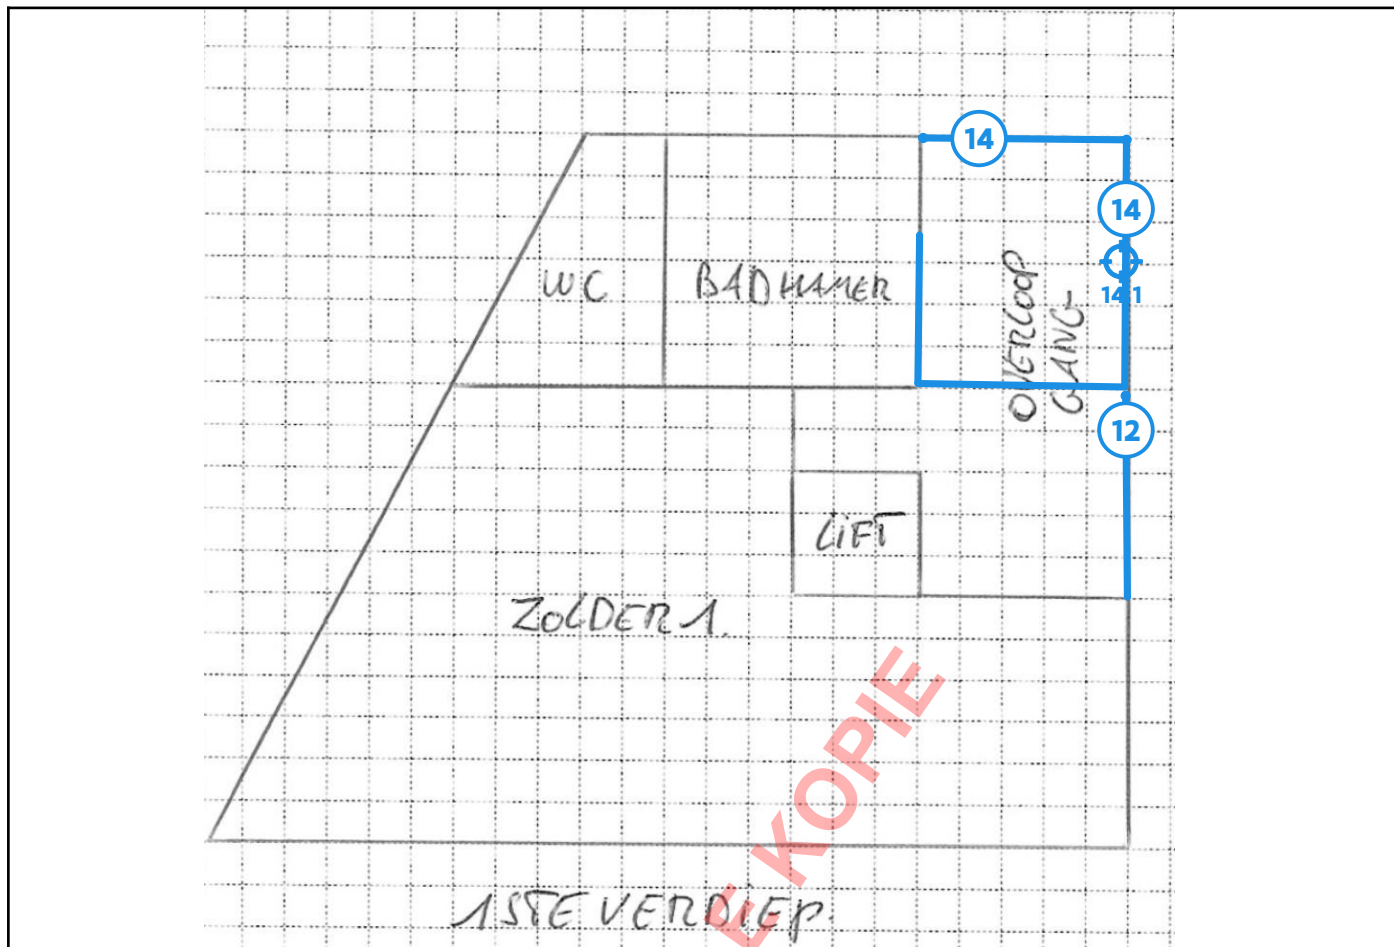 14
14
WC
BADKAMER
OVERLOOP
GANG-
14.1
12
LIFT
ZOLDER 1.
E KOPIE
1STE VERDIEP.